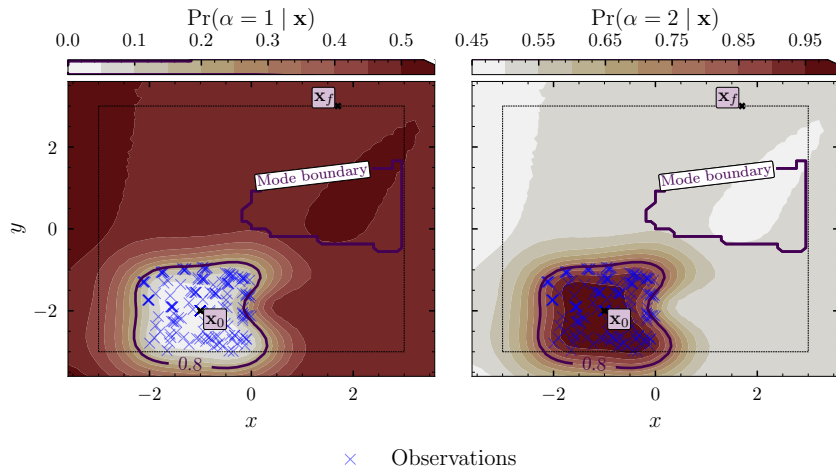 Pr(α = 1 | x)
0.0 0.1 0.2 0.3 0.4 0.5
x_f
Mode boundary
2
0
−2
y
x_0
0.8
−2 0 2
x
Pr(α = 2 | x)
0.45 0.55 0.65 0.75 0.85 0.95
x_f
Mode boundary
x_0
0.8
−2 0 2
x
× Observations